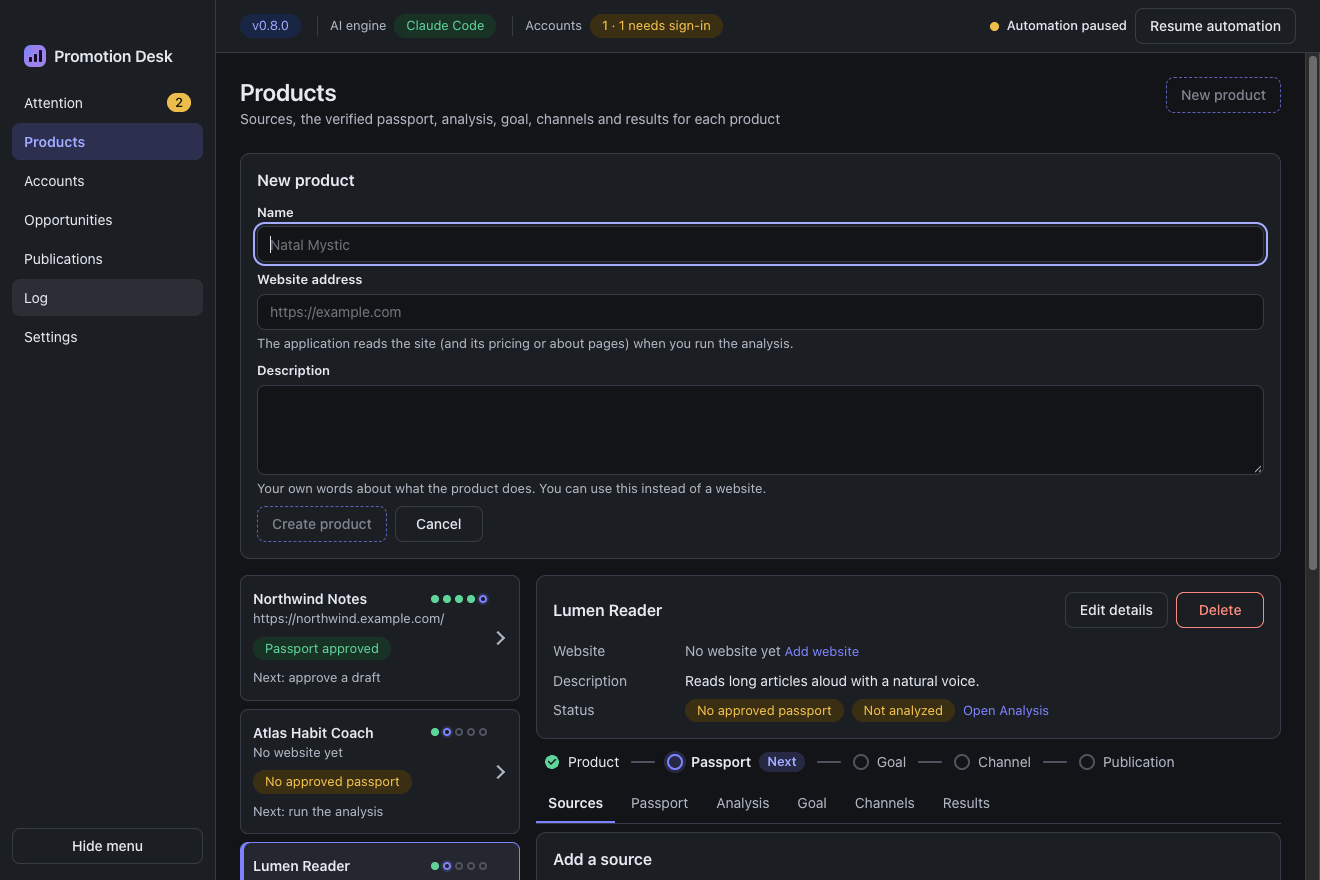 Promotion Desk
Attention 2
Products
Accounts
Opportunities
Publications
Log
Settings
Hide menu
v0.8.0 AI engine Claude Code Accounts 1 · 1 needs sign-in Automation paused Resume automation
Products
Sources, the verified passport, analysis, goal, channels and results for each product
New product
New product
Name
Natal Mystic
Website address
https://example.com
The application reads the site (and its pricing or about pages) when you run the analysis.
Description
Your own words about what the product does. You can use this instead of a website.
Create product Cancel
Northwind Notes
https://northwind.example.com/
Passport approved
Next: approve a draft
Atlas Habit Coach
No website yet
No approved passport
Next: run the analysis
Lumen Reader
Lumen Reader Edit details Delete
Website No website yet Add website
Description Reads long articles aloud with a natural voice.
Status No approved passport Not analyzed Open Analysis
Product Passport Next Goal Channel Publication
Sources Passport Analysis Goal Channels Results
Add a source